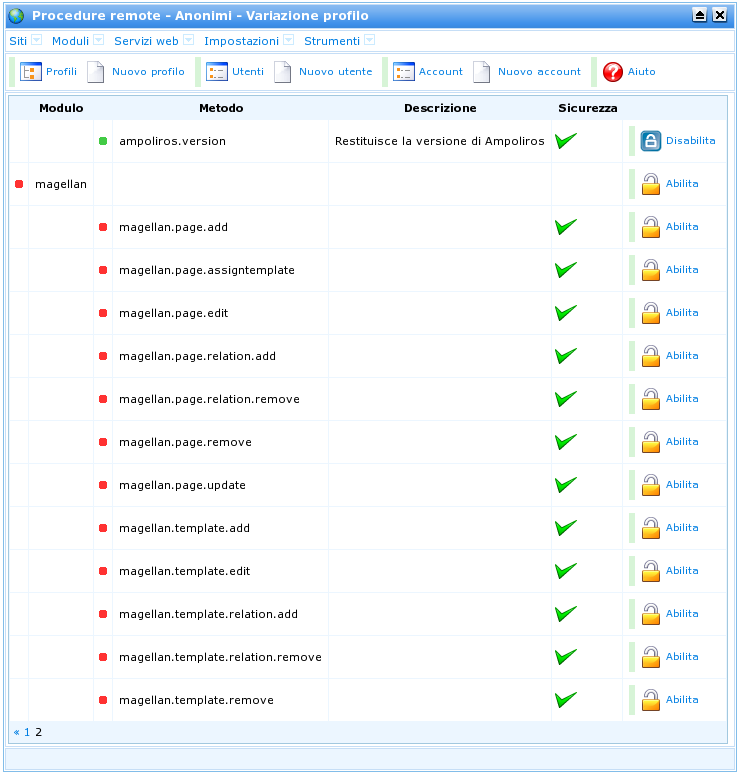 Procedure remote - Anonimi - Variazione profilo
Siti Moduli Servizi web Impostazioni Strumenti
Profili Nuovo profilo Utenti Nuovo utente Account Nuovo account Aiuto
Modulo Metodo Descrizione Sicurezza
ampoliros.version Restituisce la versione di Ampoliros Disabilita
magellan Abilita
magellan.page.add Abilita
magellan.page.assigntemplate Abilita
magellan.page.edit Abilita
magellan.page.relation.add Abilita
magellan.page.relation.remove Abilita
magellan.page.remove Abilita
magellan.page.update Abilita
magellan.template.add Abilita
magellan.template.edit Abilita
magellan.template.relation.add Abilita
magellan.template.relation.remove Abilita
magellan.template.remove Abilita
« 1 2